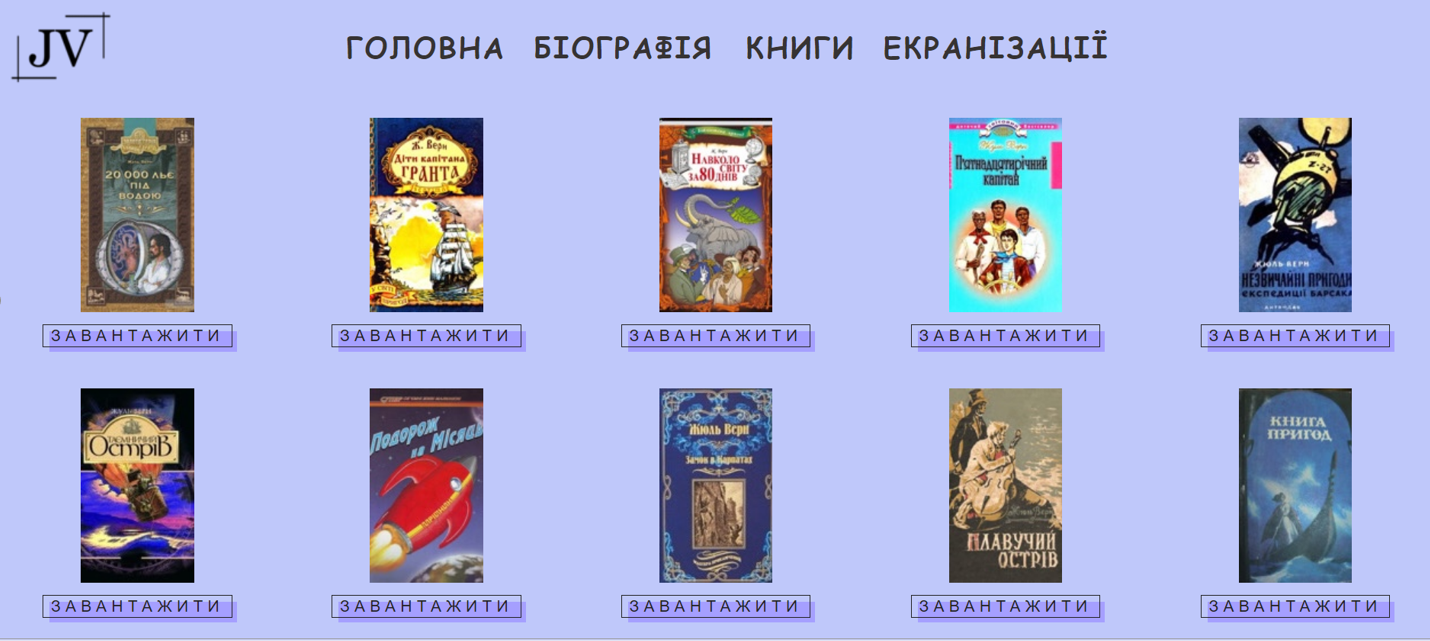 JV
ГОЛОВНА БІОГРАФІЯ КНИГИ ЕКРАНІЗАЦІЇ
20 000 ЛЬЄ
ПІД
ВОДОЮ
Ж. Верн
Діти капітана
ГРАНТА
НАВКОЛО
СВІТУ
ЗА 80 ДНІВ
П'ятнадцятирічний
капітан
Z-27
ЖЮЛЬ ВЕРН
НЕЗВИЧАЙНІ ПРИГОДИ
ЕКСПЕДИЦІЇ БАРСАКА
ЗАВАНТАЖИТИ ЗАВАНТАЖИТИ ЗАВАНТАЖИТИ ЗАВАНТАЖИТИ ЗАВАНТАЖИТИ
ЖУЛЬ ВЕРН
ТАЄМНИЧИЙ
ОСТРІВ
Подорож
на Місяць
Жюль Верн
Замок в Карпатах
Жюль Верн
ПЛАВУЧИЙ
ОСТРІВ
КНИГА
ПРИГОД
ЗАВАНТАЖИТИ ЗАВАНТАЖИТИ ЗАВАНТАЖИТИ ЗАВАНТАЖИТИ ЗАВАНТАЖИТИ